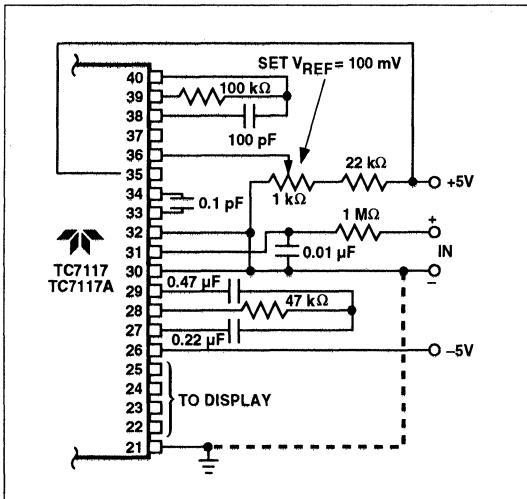 SET VREF = 100 mV
40
39
100 kΩ
38
100 pF
37
36
35
22 kΩ
+5V
1 kΩ
34
0.1 pF
33
32
1 MΩ
+
IN
31
0.01 µF
TC7117
TC7117A
30
–
29
0.47 µF
28
47 kΩ
27
0.22 µF
26
–5V
25
24
TO DISPLAY
23
22
21